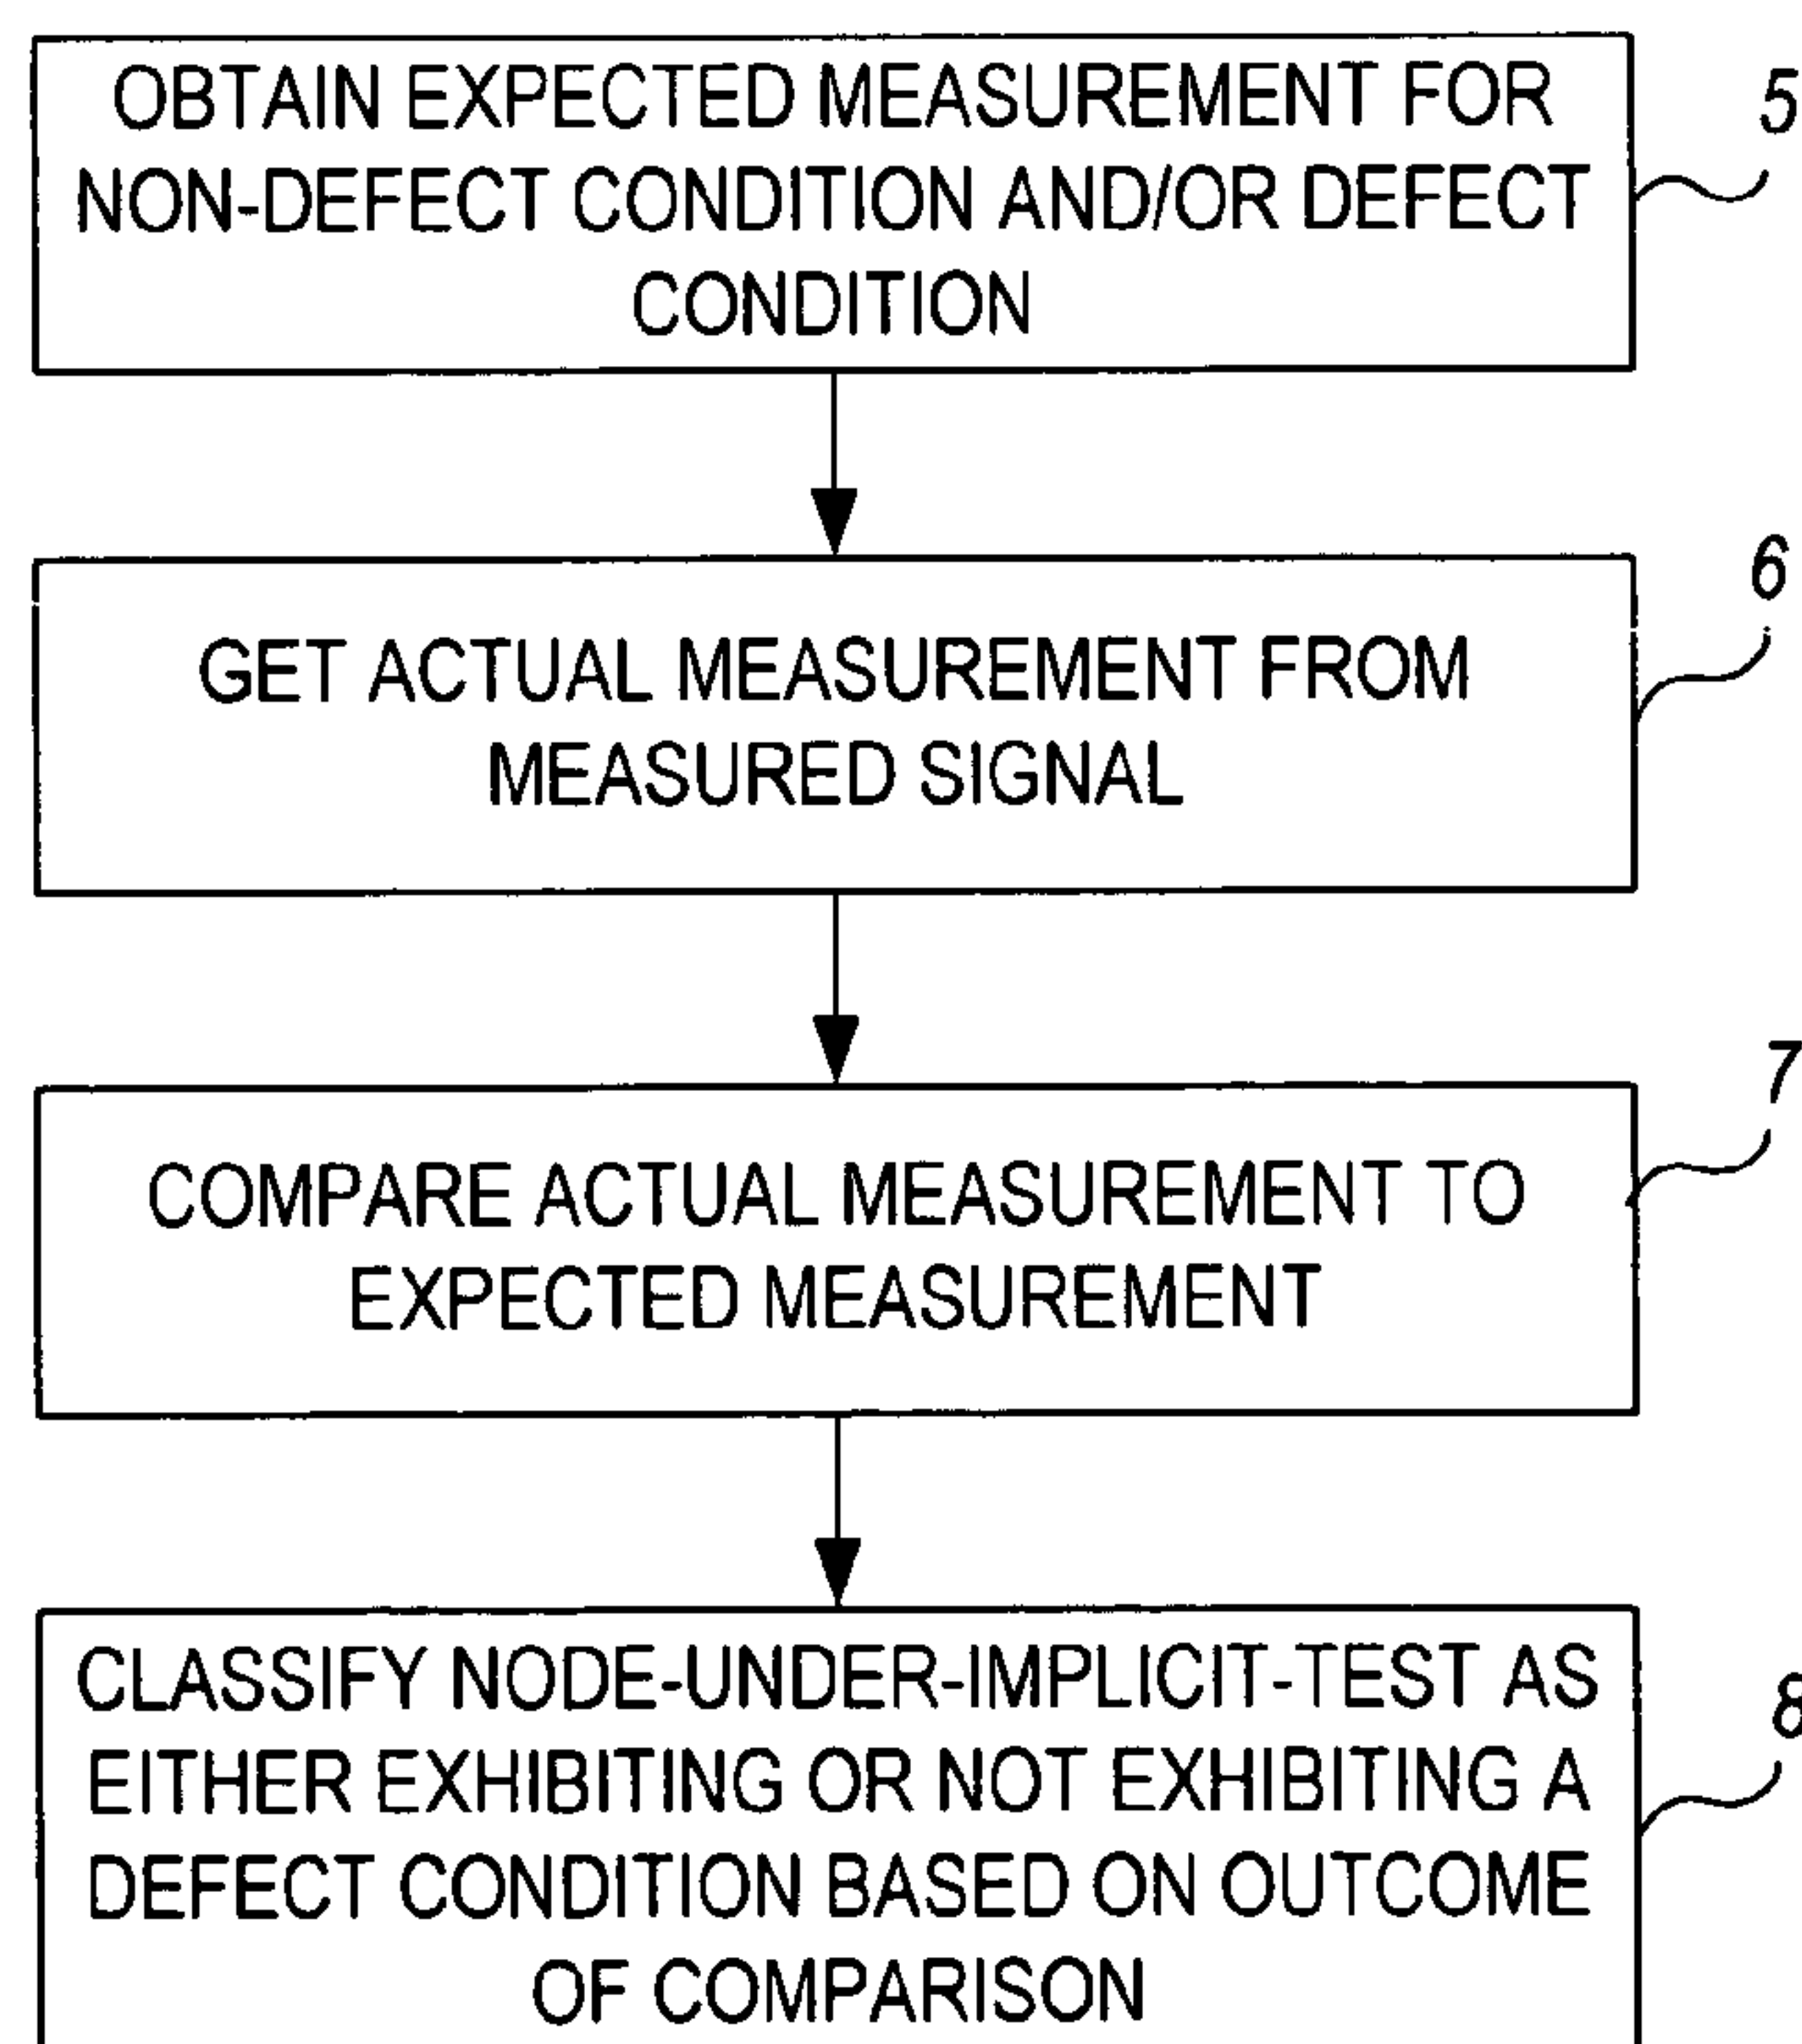 OBTAIN EXPECTED MEASUREMENT FOR
NON-DEFECT CONDITION AND/OR DEFECT
CONDITION
5
GET ACTUAL MEASUREMENT FROM
MEASURED SIGNAL
6
COMPARE ACTUAL MEASUREMENT TO
EXPECTED MEASUREMENT
7
CLASSIFY NODE-UNDER-IMPLICIT-TEST AS
EITHER EXHIBITING OR NOT EXHIBITING A
DEFECT CONDITION BASED ON OUTCOME
OF COMPARISON
8